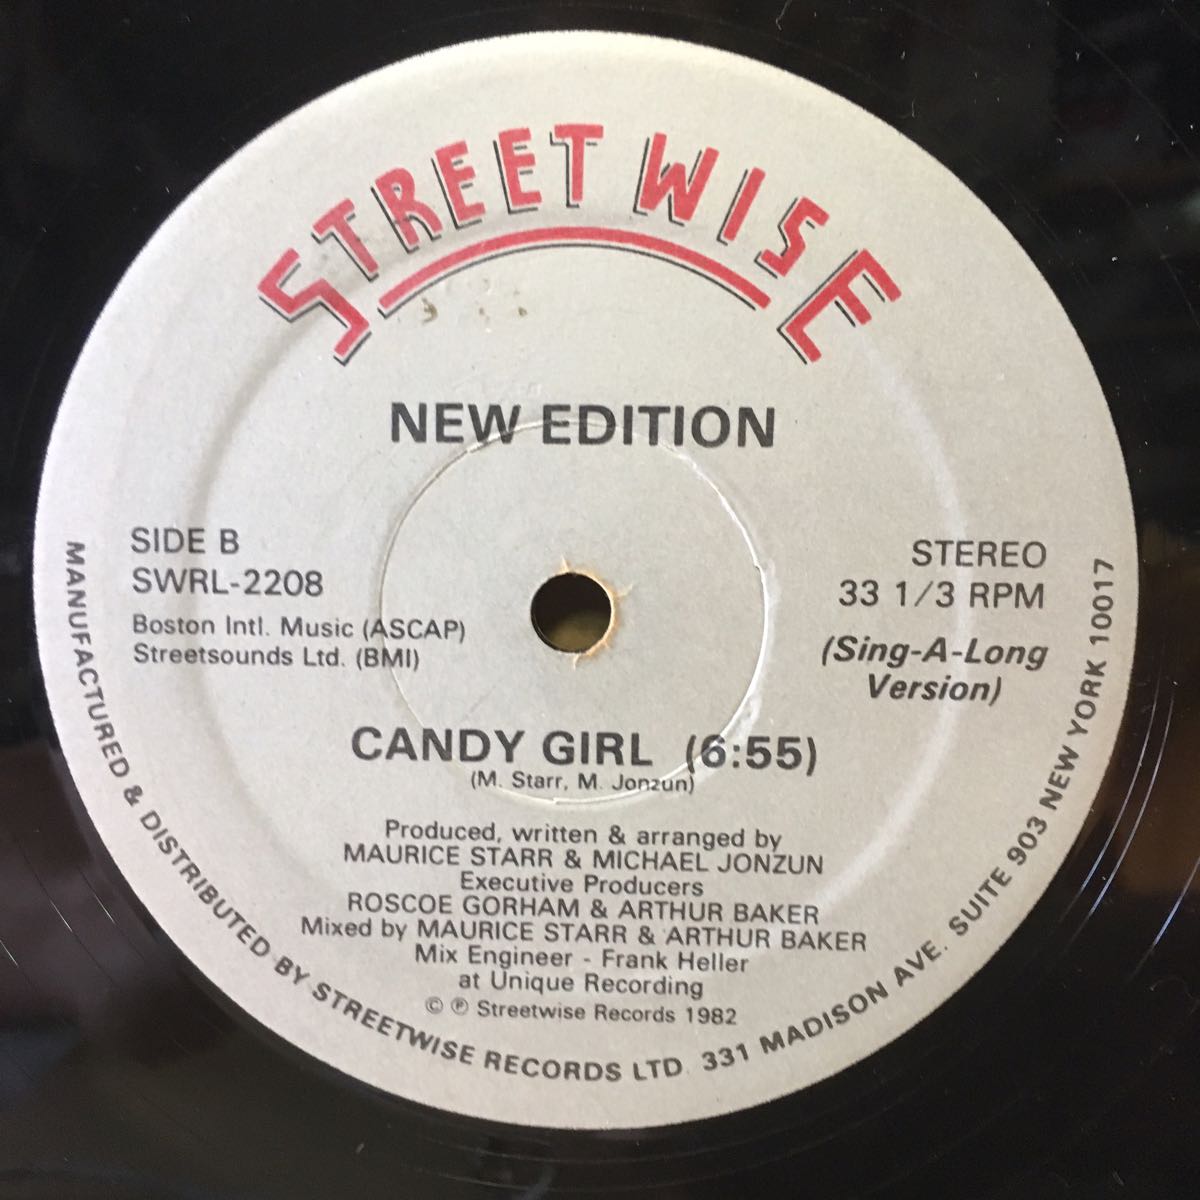 STREETWISE
NEW EDITION
SIDE B
SWRL-2208
Boston Intl. Music (ASCAP)
Streetsounds Ltd. (BMI)
STEREO
33 1/3 RPM
(Sing-A-Long
Version)
CANDY GIRL (6:55)
(M. Starr, M. Jonzun)
Produced, written & arranged by
MAURICE STARR & MICHAEL JONZUN
Executive Producers
ROSCOE GORHAM & ARTHUR BAKER
Mixed by MAURICE STARR & ARTHUR BAKER
Mix Engineer - Frank Heller
at Unique Recording
© ℗ Streetwise Records 1982
MANUFACTURED & DISTRIBUTED BY STREETWISE RECORDS LTD. 331 MADISON AVE. SUITE 903 NEW YORK 10017